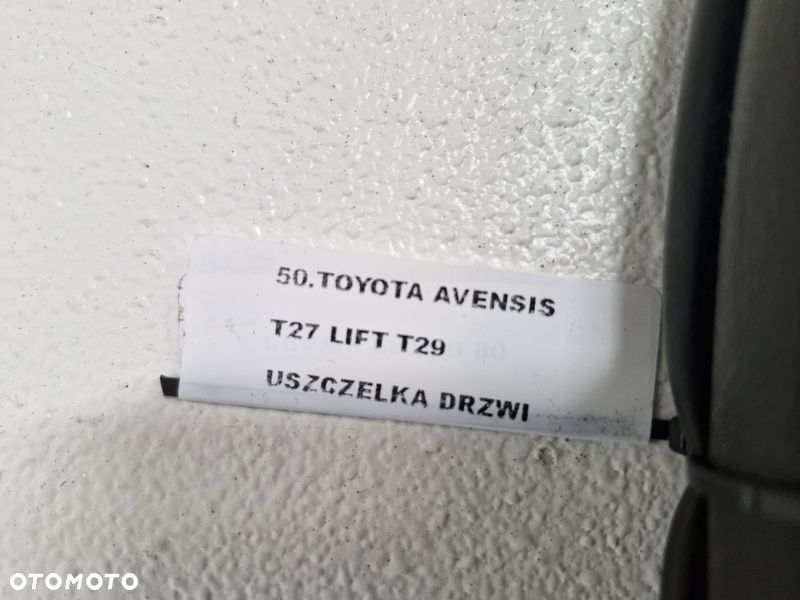 50.TOYOTA AVENSIS
T27 LIFT T29
USZCZELKA DRZWI
OTOMOTO